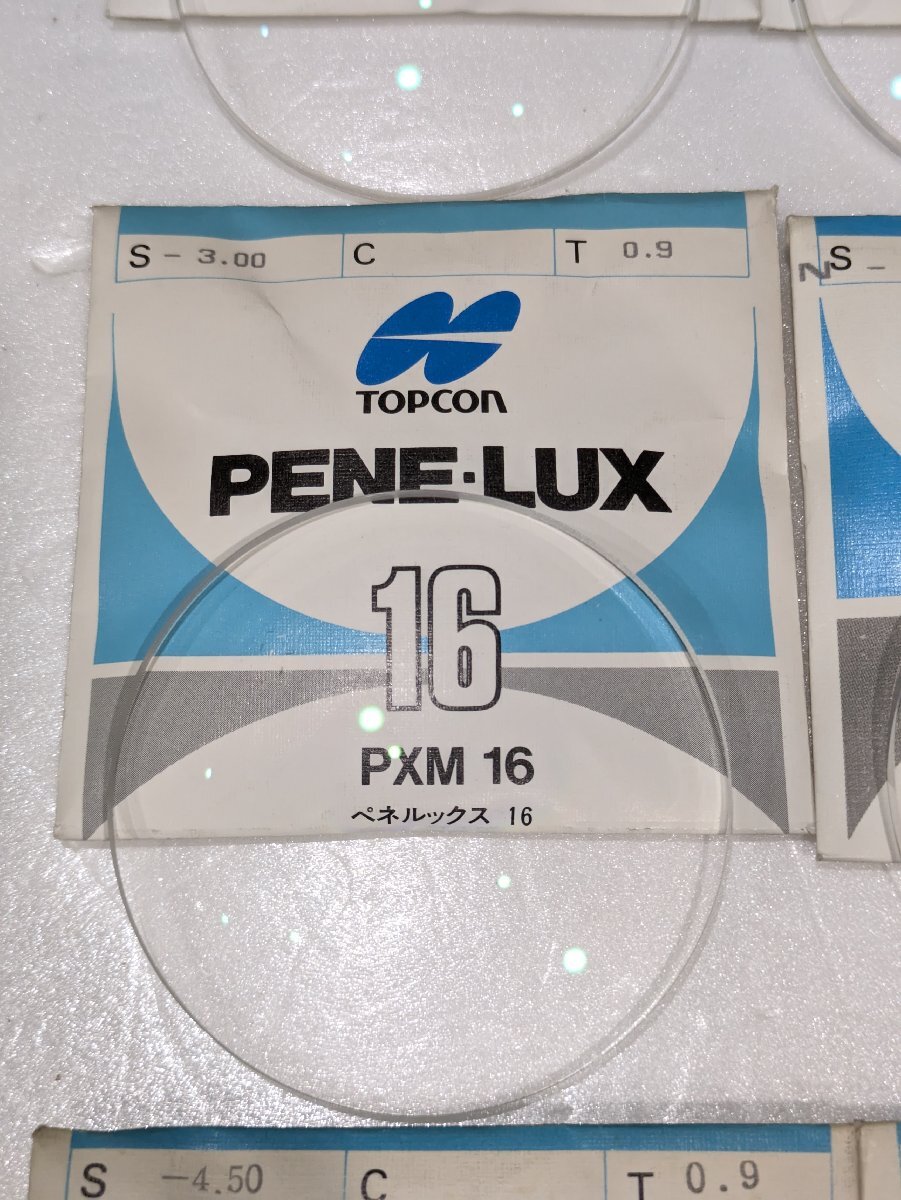 S - 3.00 C T 0.9
TOPCON
PENE·LUX
16
PXM 16
ペネルックス 16
N S -
S -4.50 C T 0.9